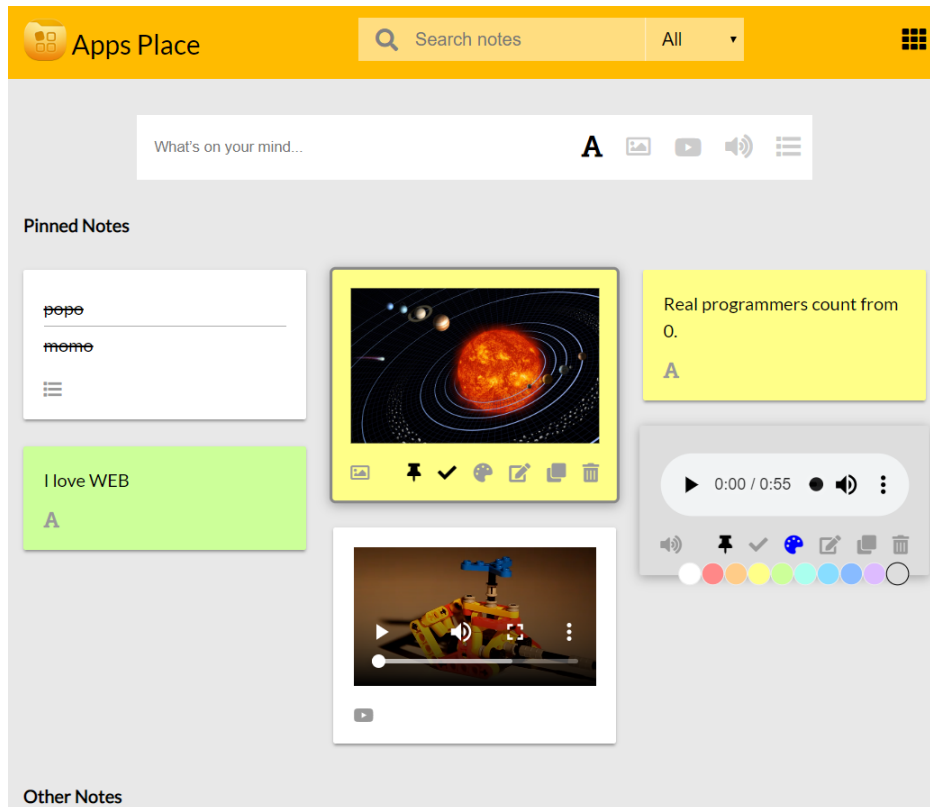 Apps Place
Search notes
All
What's on your mind...
A
Pinned Notes
popo
momo
I love WEB
A
Real programmers count from
0.
A
0:00 / 0:55
Other Notes